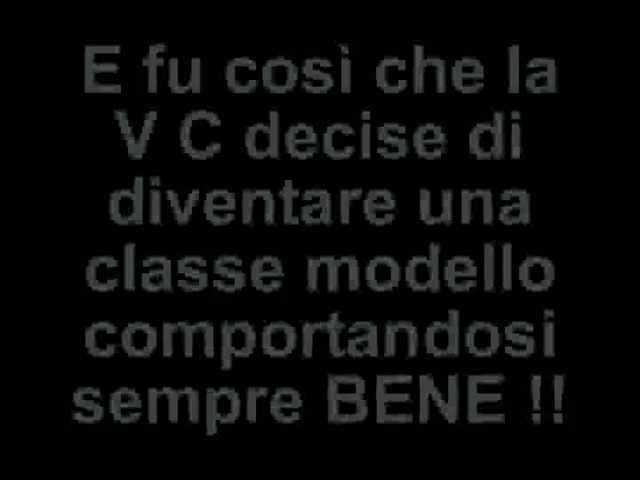 E fu così che la
V C decise di
diventare una
classe modello
comportandosi
sempre BENE !!